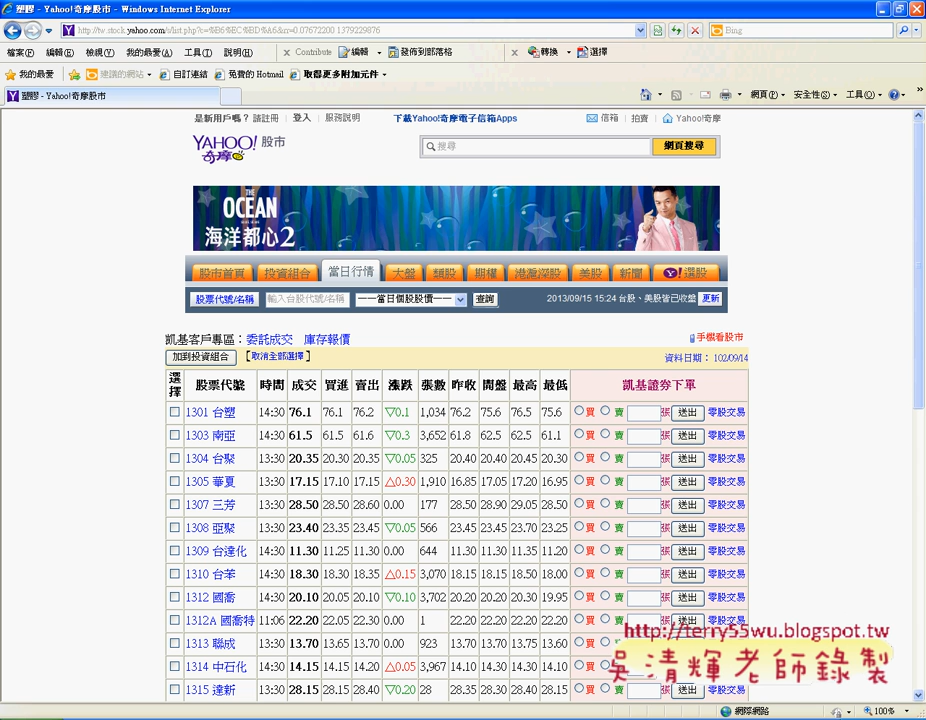 塑膠 - Yahoo!奇摩股市 - Windows Internet Explorer
http://tw.stock.yahoo.com/s/list.php?c=%B6%EC%BD%A6&rr=0.07672200 1379229876
Bing
檔案(F) 編輯(E) 檢視(V) 我的最愛(A) 工具(T) 說明(H) × Contribute 編輯 發佈到部落格 × 轉換 選擇
我的最愛 建議的網站 自訂連結 免費的 Hotmail 取得更多附加元件
塑膠 - Yahoo!奇摩股市 網頁(P) 安全性(S) 工具(O)
是新用戶嗎? 請註冊 登入 服務說明 下載Yahoo!奇摩電子信箱Apps 信箱 拍賣 Yahoo!奇摩
YAHOO! 奇摩 股市
搜尋 網頁搜尋
THE OCEAN
海洋都心2
股市首頁 投資組合 當日行情 大盤 類股 期權 港滬深股 美股 新聞 Y! 選股
股票代號/名稱 輸入台股代號/名稱 一一當日個股股價一一 查詢 2013/09/15 15:24 台股、美股皆已收盤 更新
凱基客戶專區: 委託成交 庫存報價 手機看股市
加到投資組合 【取消全部選擇】 資料日期: 102/09/14
選擇 股票代號 時間 成交 買進 賣出 漲跌 張數 昨收 開盤 最高 最低 凱基證券下單
1301 台塑 14:30 76.1 76.1 76.2 ▽0.1 1,034 76.2 75.6 76.5 75.6 買 賣 張 送出 零股交易
1303 南亞 14:30 61.5 61.5 61.6 ▽0.3 3,652 61.8 62.5 62.5 61.1 買 賣 張 送出 零股交易
1304 台聚 14:30 20.35 20.30 20.35 ▽0.05 325 20.40 20.40 20.45 20.30 買 賣 張 送出 零股交易
1305 華夏 14:30 17.15 17.10 17.15 △0.30 1,910 16.85 17.05 17.20 16.95 買 賣 張 送出 零股交易
1307 三芳 13:30 28.50 28.50 28.60 0.00 177 28.50 28.90 29.05 28.50 買 賣 張 送出 零股交易
1308 亞聚 13:30 23.40 23.35 23.45 ▽0.05 566 23.45 23.45 23.70 23.25 買 賣 張 送出 零股交易
1309 台達化 14:30 11.30 11.25 11.30 0.00 644 11.30 11.30 11.35 11.20 買 賣 張 送出 零股交易
1310 台苯 14:30 18.30 18.30 18.35 △0.15 3,070 18.15 18.15 18.50 18.00 買 賣 張 送出 零股交易
1312 國喬 14:30 20.10 20.05 20.10 ▽0.10 3,702 20.20 20.20 20.30 19.95 買 賣 張 送出 零股交易
1312A 國喬特 11:06 22.20 22.05 22.30 0.00 1 22.20 22.20 22.20 22.20 買 賣 張 送出 零股交易
1313 聯成 13:30 13.70 13.65 13.70 0.00 923 13.70 13.70 13.75 13.60 買 賣
http://terry55wu.blogspot.tw
1314 中石化 14:30 14.15 14.15 14.20 △0.05 3,967 14.10 14.30 14.30 14.10 買
吳清輝老師錄製
1315 達新 13:30 28.15 28.15 28.40 ▽0.20 28 28.35 28.30 28.40 28.15 買 賣 張 送出 零股交易
網際網路 100%